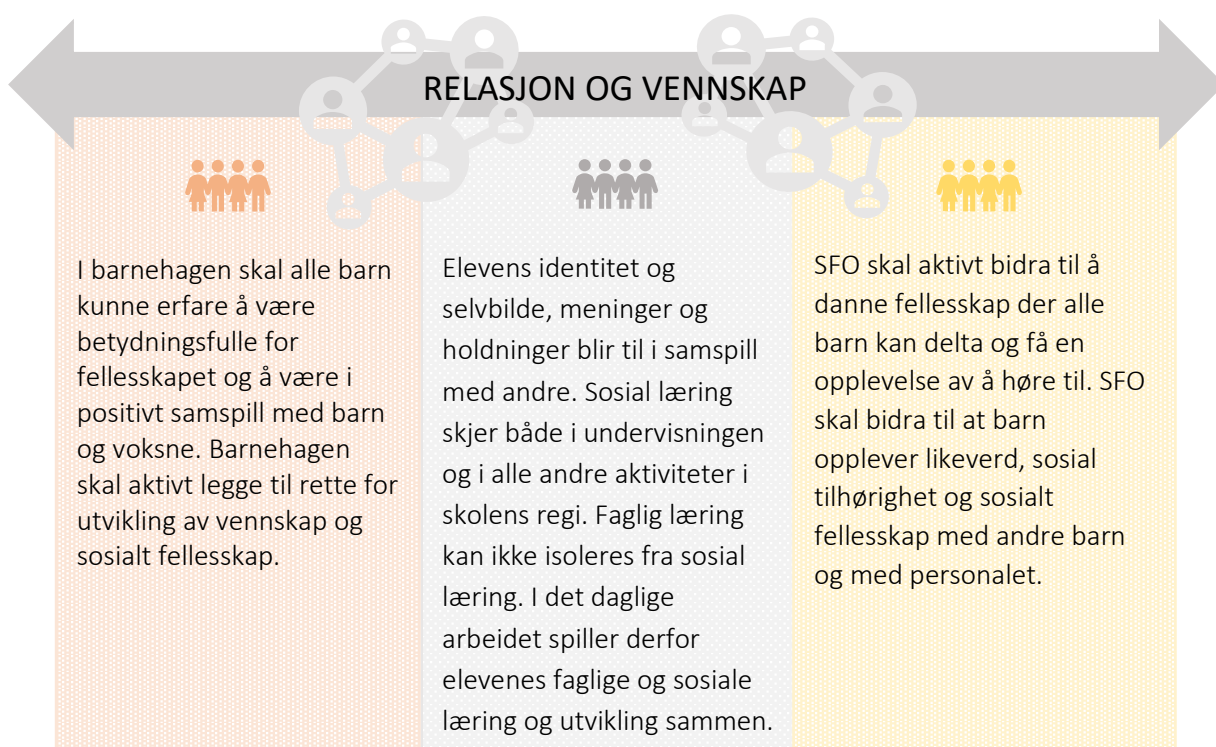 RELASJON OG VENNSKAP
I barnehagen skal alle barn
kunne erfare å være
betydningsfulle for
fellesskapet og å være i
positivt samspill med barn
og voksne. Barnehagen
skal aktivt legge til rette for
utvikling av vennskap og
sosialt fellesskap.
Elevens identitet og
selvbilde, meninger og
holdninger blir til i samspill
med andre. Sosial læring
skjer både i undervisningen
og i alle andre aktiviteter i
skolens regi. Faglig læring
kan ikke isoleres fra sosial
læring. I det daglige
arbeidet spiller derfor
elevenes faglige og sosiale
læring og utvikling sammen.
SFO skal aktivt bidra til å
danne fellesskap der alle
barn kan delta og få en
opplevelse av å høre til. SFO
skal bidra til at barn
opplever likeverd, sosial
tilhørighet og sosialt
fellesskap med andre barn
og med personalet.